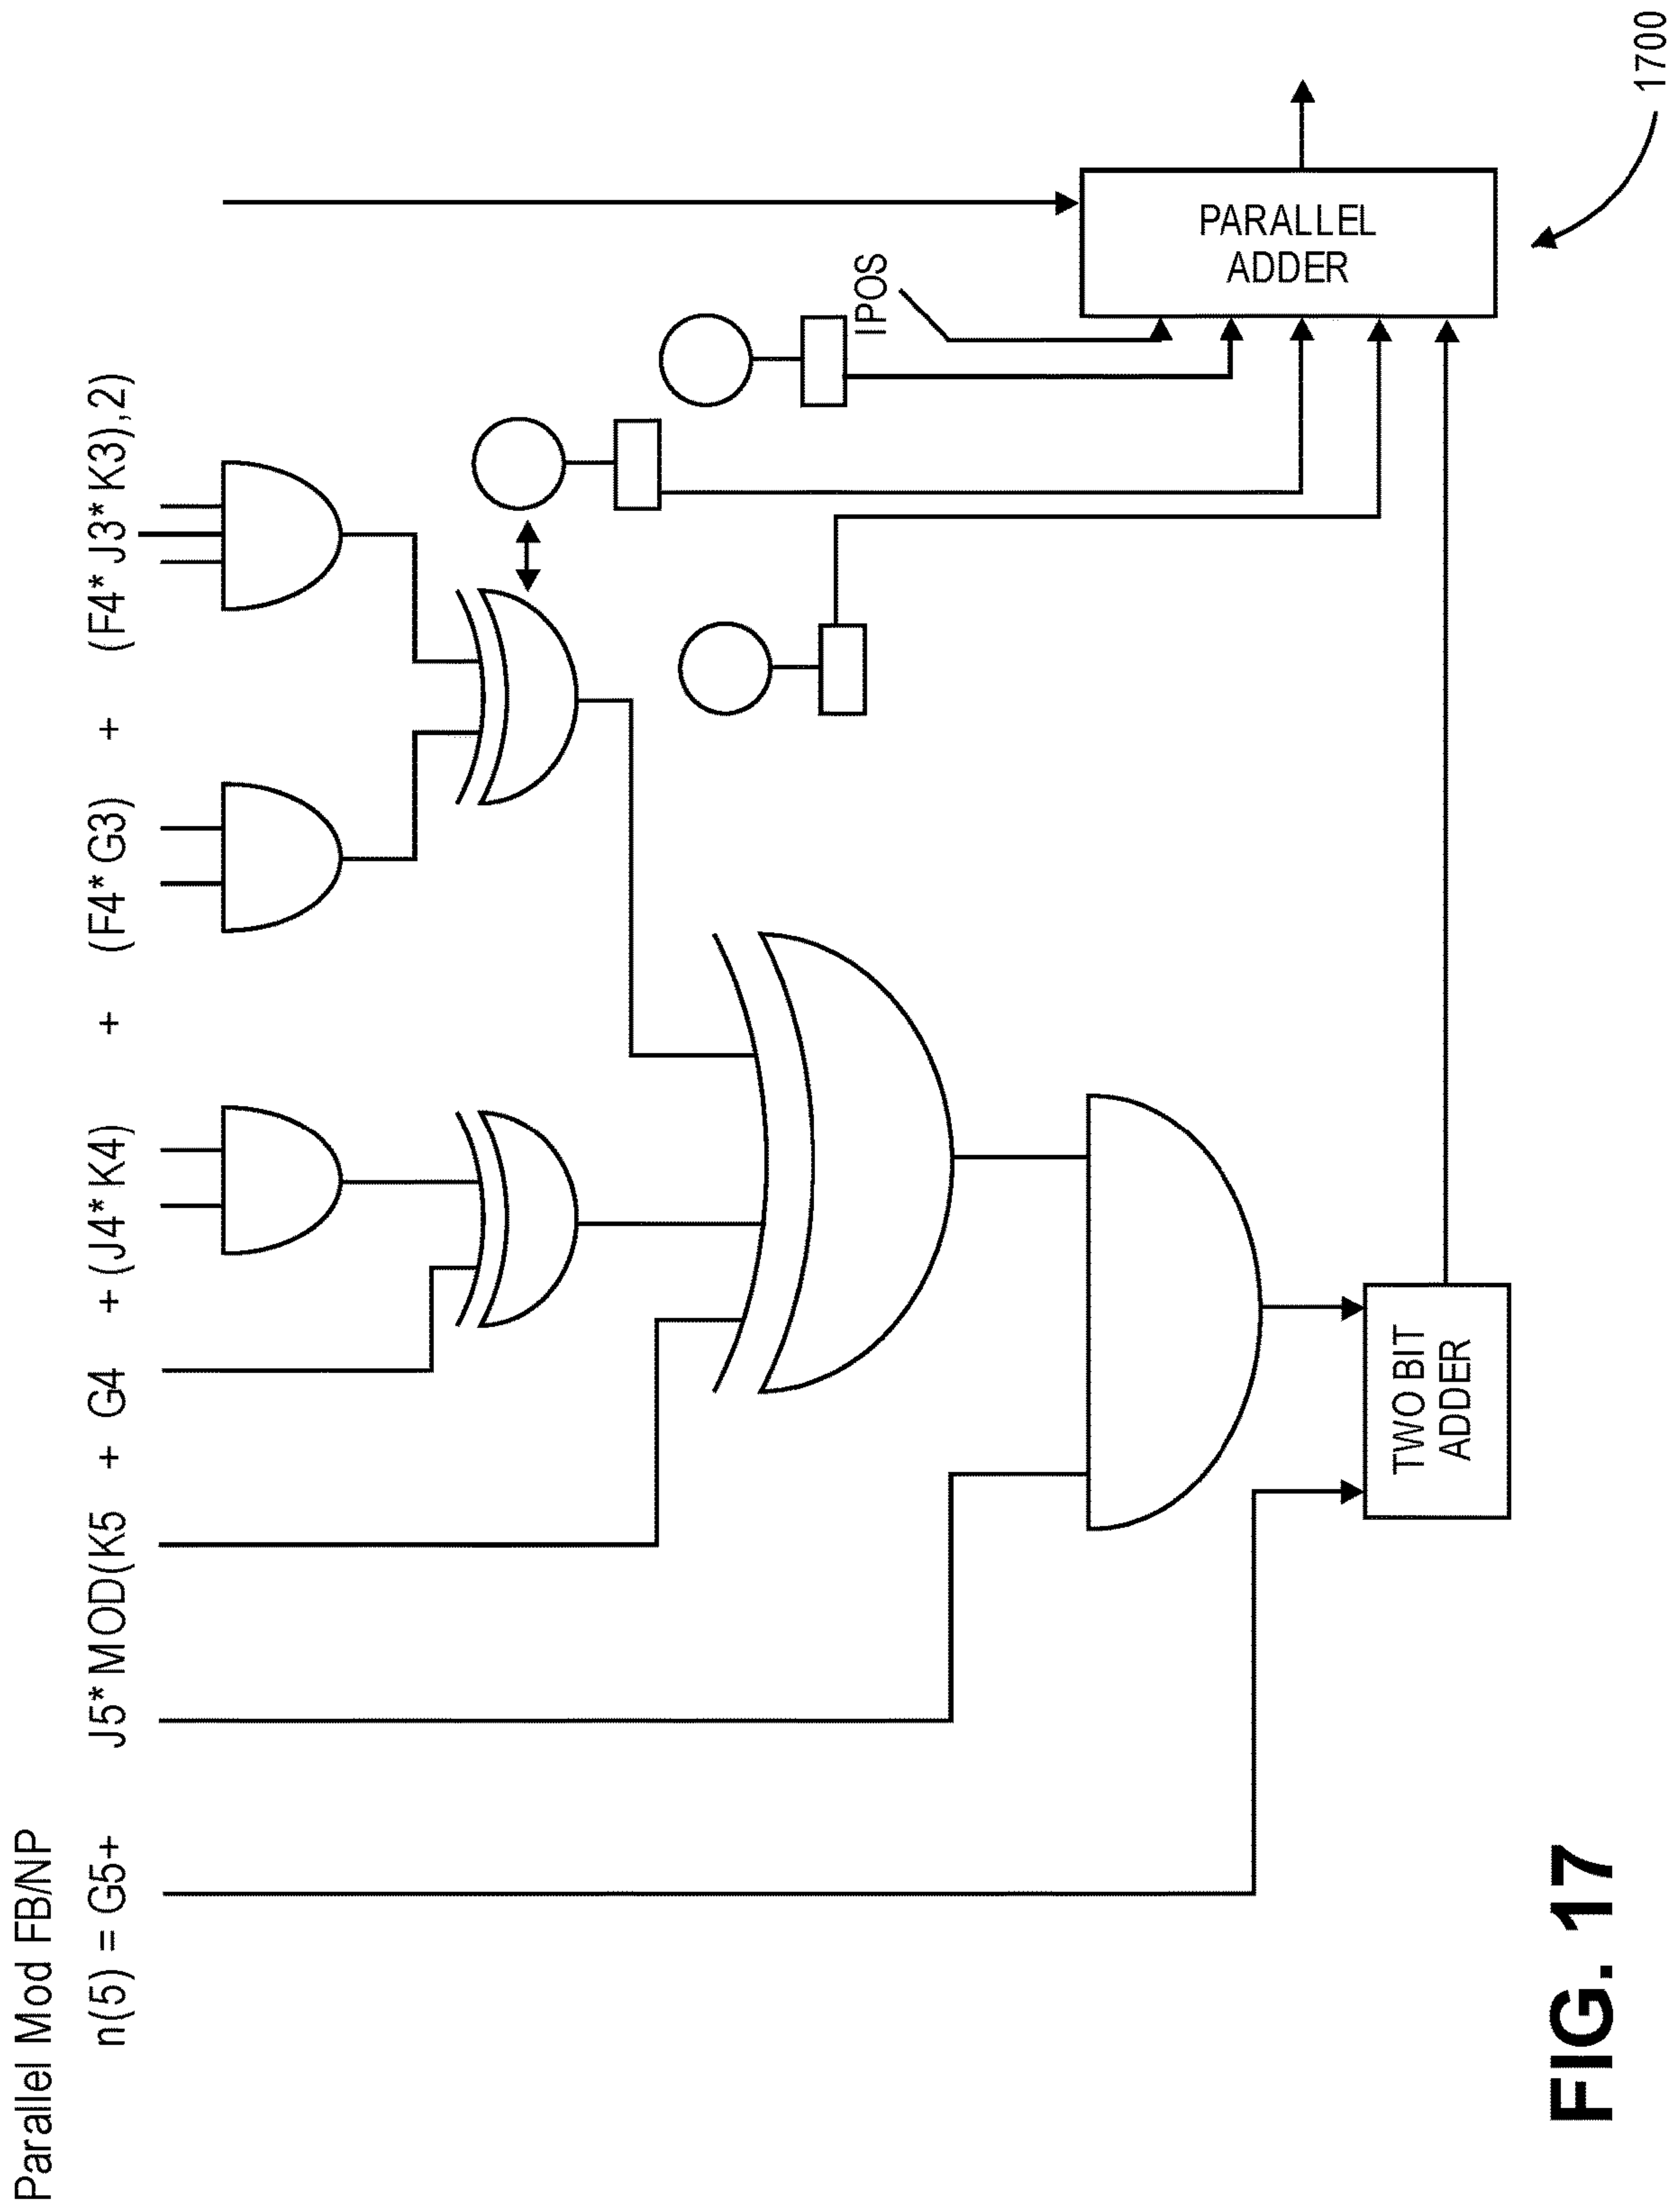 Parallel Mod FB/NP
n(5) = G5+ J5*MOD(K5 + G4 +(J4*K4) + (F4*G3) + (F4*J3*K3),2)
IPOS
PARALLEL
ADDER
TWO BIT
ADDER
1700
FIG. 17